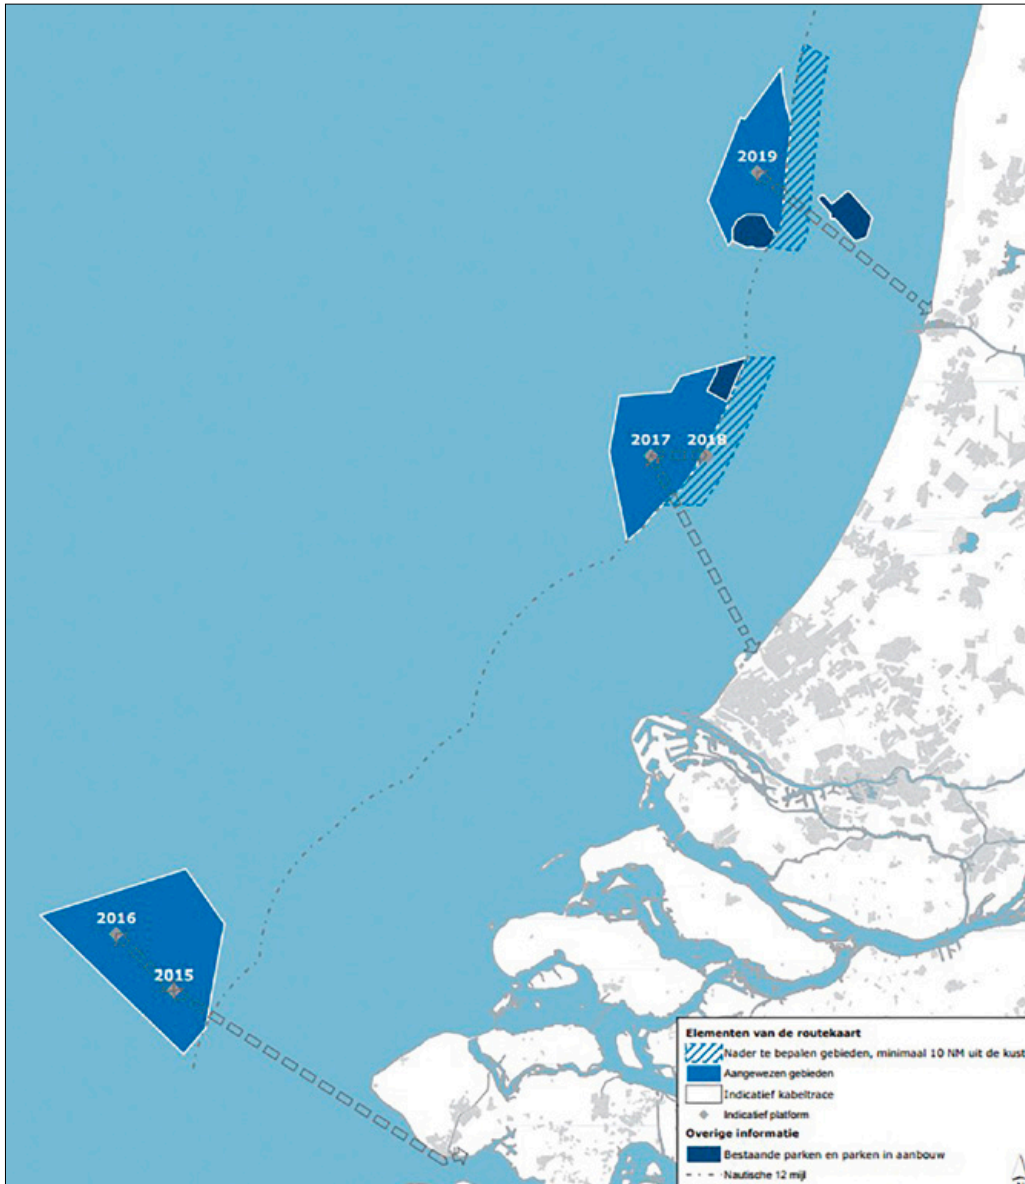 2019
2017
2018
2016
2015
Elementen van de routekaart
Nader te bepalen gebieden, minimaal 10 NM uit de kust
Aangewezen gebieden
Indicatief kabeltrace
Indicatief platform
Overige informatie
Bestaande parken en parken in aanbouw
Nautische 12 mijl